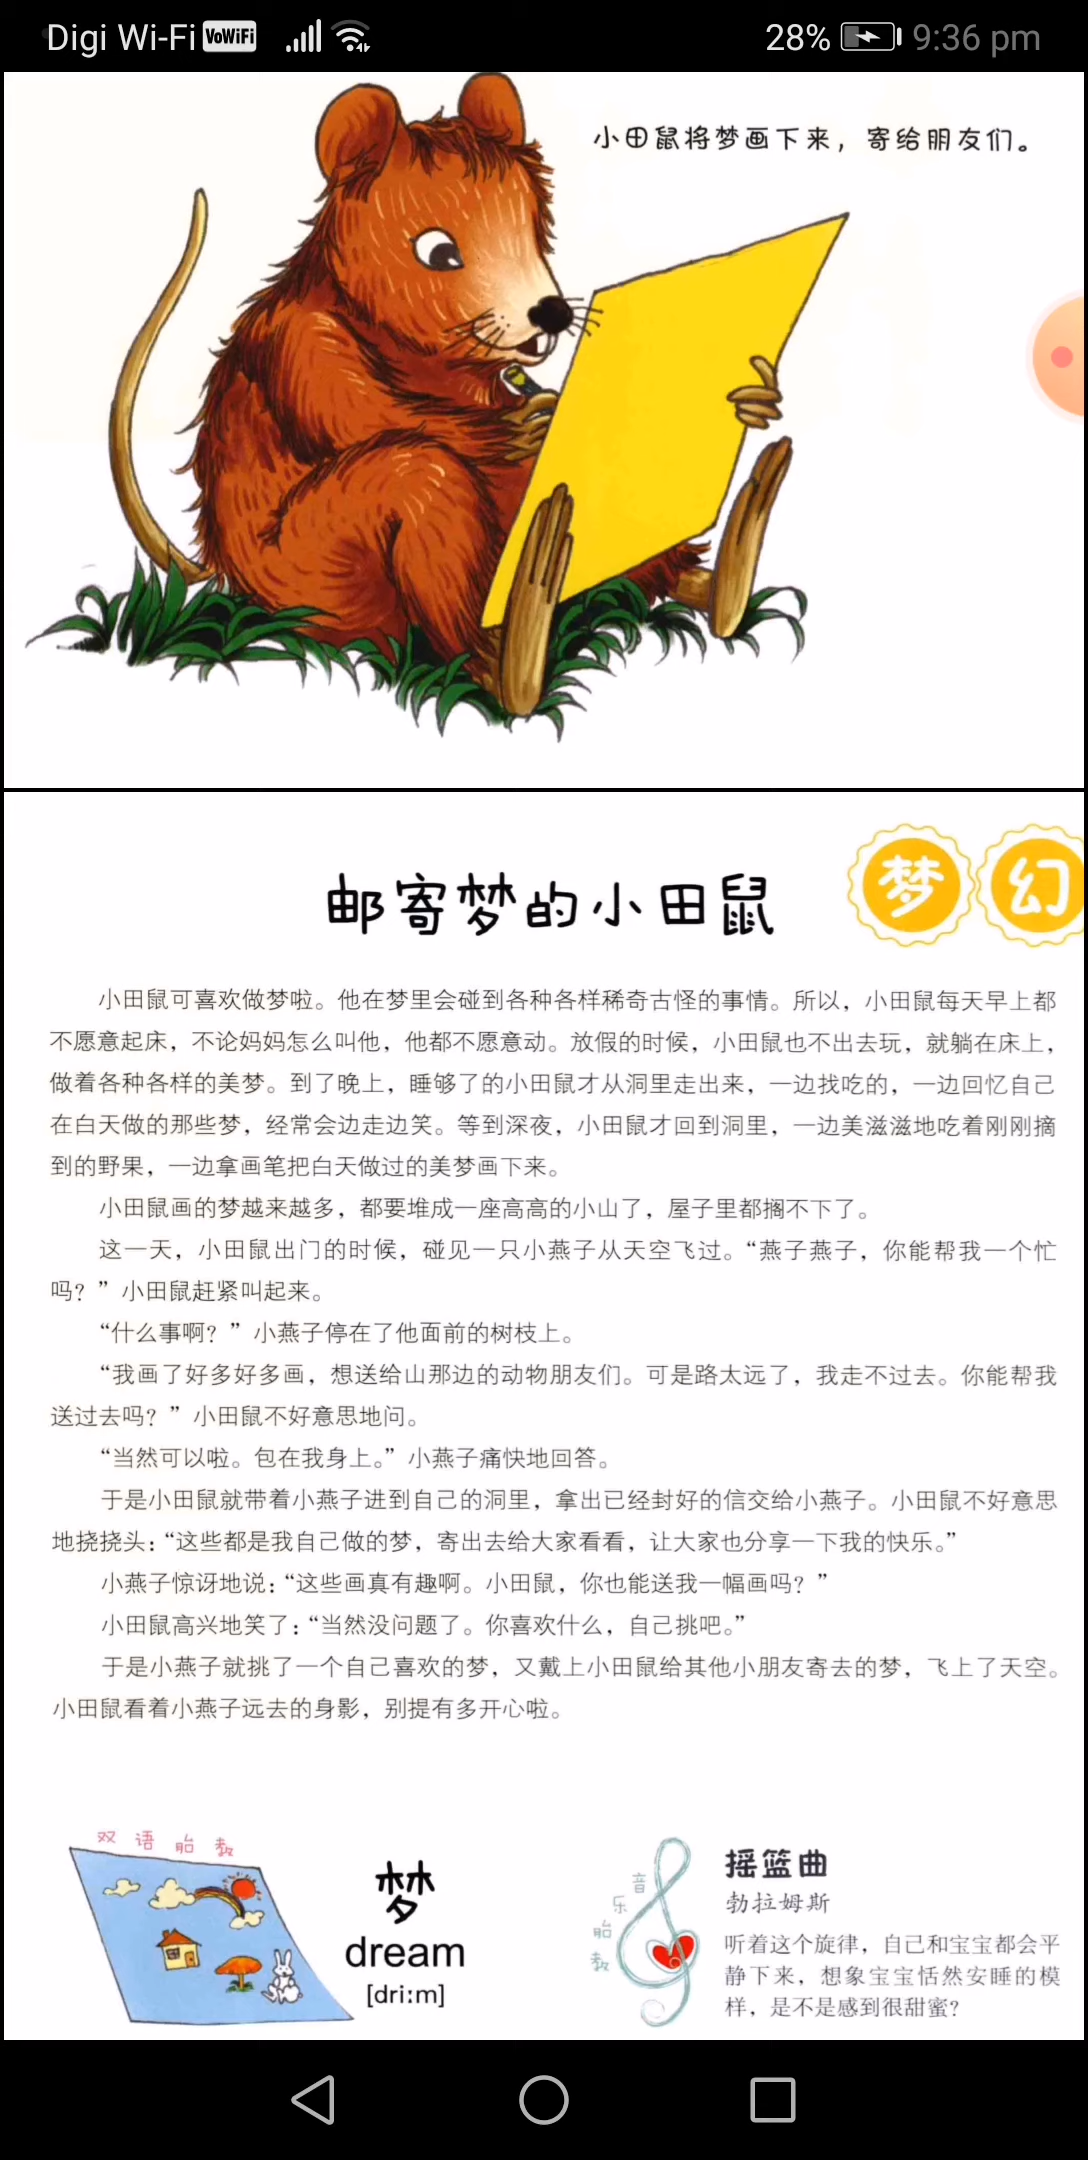 Digi Wi-Fi VoWiFi 28% 9:36 pm
小田鼠将梦画下来，寄给朋友们。
邮寄梦的小田鼠
梦幻
小田鼠可喜欢做梦啦。他在梦里会碰到各种各样稀奇古怪的事情。所以，小田鼠每天早上都
不愿意起床，不论妈妈怎么叫他，他都不愿意动。放假的时候，小田鼠也不出去玩，就躺在床上，
做着各种各样的美梦。到了晚上，睡够了的小田鼠才从洞里走出来，一边找吃的，一边回忆自己
在白天做的那些梦，经常会边走边笑。等到深夜，小田鼠才回到洞里，一边美滋滋地吃着刚刚摘
到的野果，一边拿画笔把白天做过的美梦画下来。
小田鼠画的梦越来越多，都要堆成一座高高的小山了，屋子里都搁不下了。
这一天，小田鼠出门的时候，碰见一只小燕子从天空飞过。“燕子燕子，你能帮我一个忙
吗？”小田鼠赶紧叫起来。
“什么事啊？”小燕子停在了他面前的树枝上。
“我画了好多好多画，想送给山那边的动物朋友们。可是路太远了，我走不过去。你能帮我
送过去吗？”小田鼠不好意思地问。
“当然可以啦。包在我身上。”小燕子痛快地回答。
于是小田鼠就带着小燕子进到自己的洞里，拿出已经封好的信交给小燕子。小田鼠不好意思
地挠挠头：“这些都是我自己做的梦，寄出去给大家看看，让大家也分享一下我的快乐。”
小燕子惊讶地说：“这些画真有趣啊。小田鼠，你也能送我一幅画吗？”
小田鼠高兴地笑了：“当然没问题了。你喜欢什么，自己挑吧。”
于是小燕子就挑了一个自己喜欢的梦，又戴上小田鼠给其他小朋友寄去的梦，飞上了天空。
小田鼠看着小燕子远去的身影，别提有多开心啦。
双语胎教
梦
dream
[driːm]
音乐胎教
摇篮曲
勃拉姆斯
听着这个旋律，自己和宝宝都会平
静下来，想象宝宝恬然安睡的模
样，是不是感到很甜蜜？